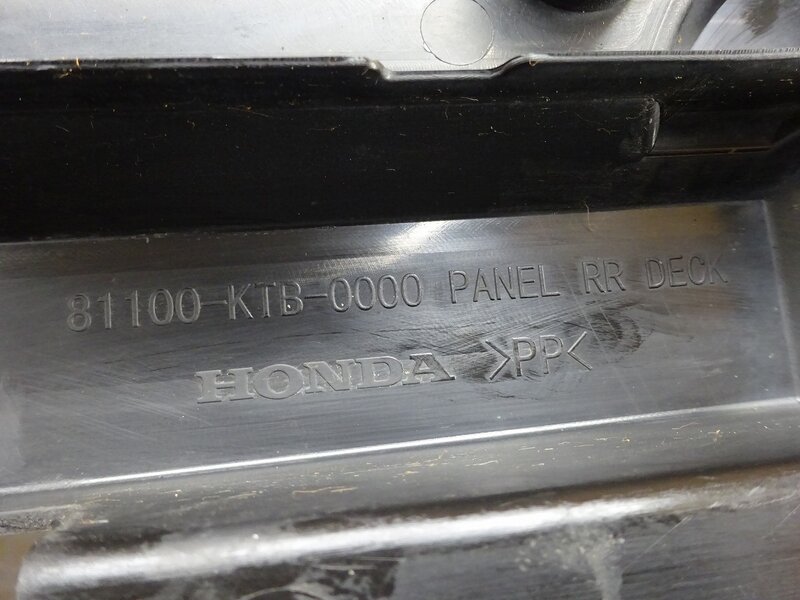 81100-KTB-0000 PANEL RR DECK
HONDA >PP<